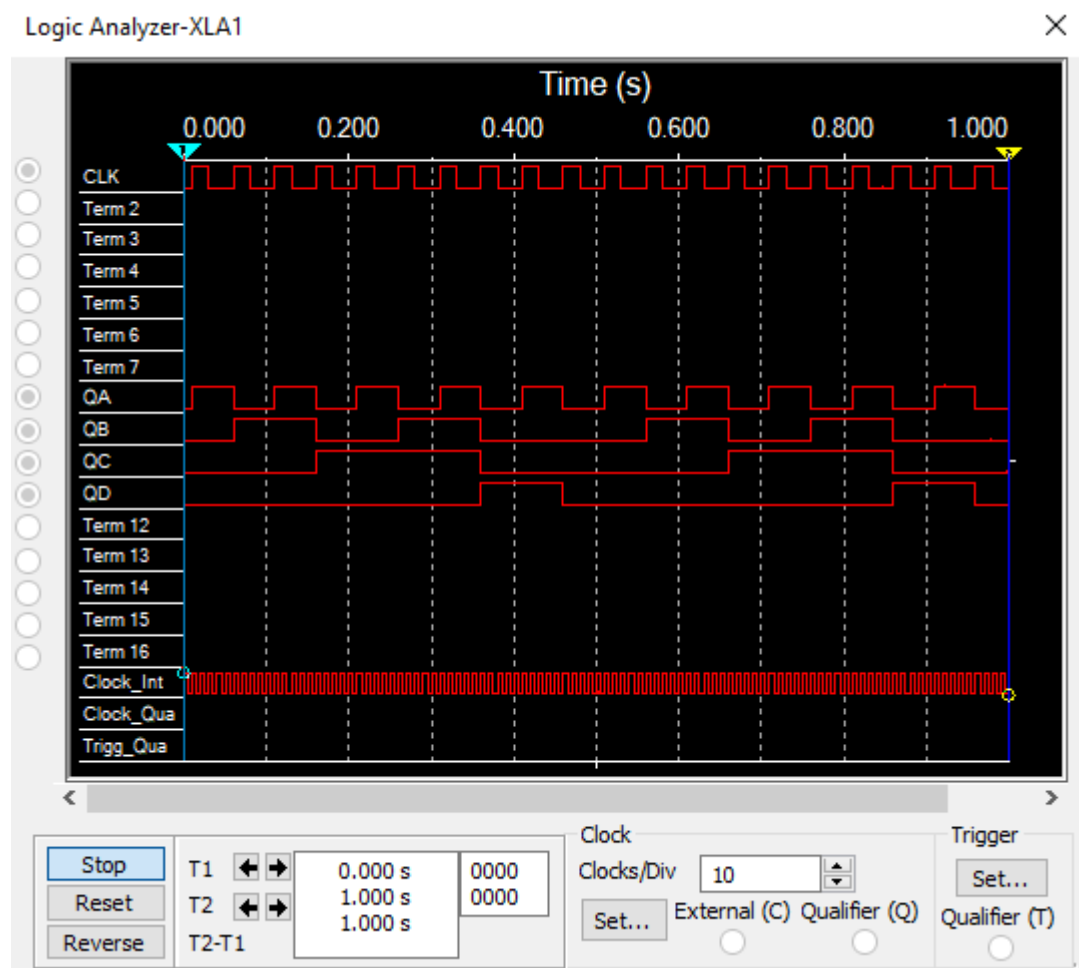 Logic Analyzer-XLA1
Time (s)
0.000 0.200 0.400 0.600 0.800 1.000
1
CLK
Term 2
Term 3
Term 4
Term 5
Term 6
Term 7
QA
QB
QC
QD
Term 12
Term 13
Term 14
Term 15
Term 16
Clock_Int
Clock_Qua
Trigg_Qua
Stop
Reset
Reverse
T1 0.000 s 0000
T2 1.000 s 0000
T2-T1 1.000 s
Clock
Clocks/Div 10
Set... External (C) Qualifier (Q)
Trigger
Set...
Qualifier (T)